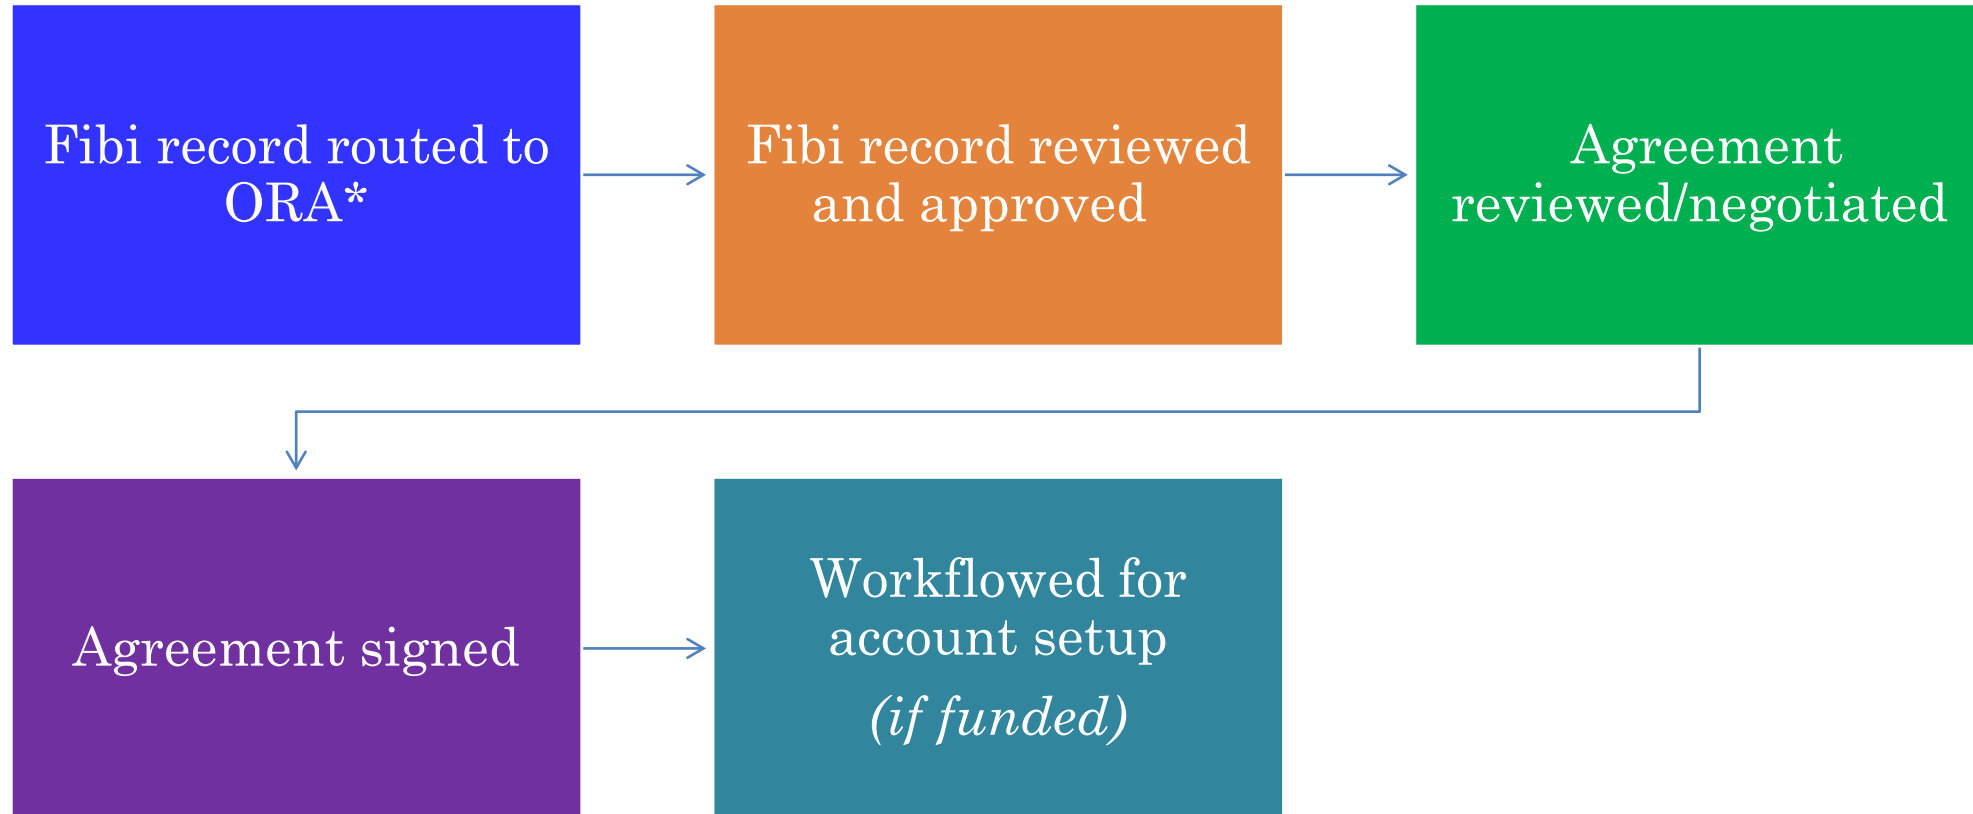 Fibi record routed to
ORA*
Fibi record reviewed
and approved
Agreement
reviewed/negotiated
Agreement signed
Workflowed for
account setup
(if funded)